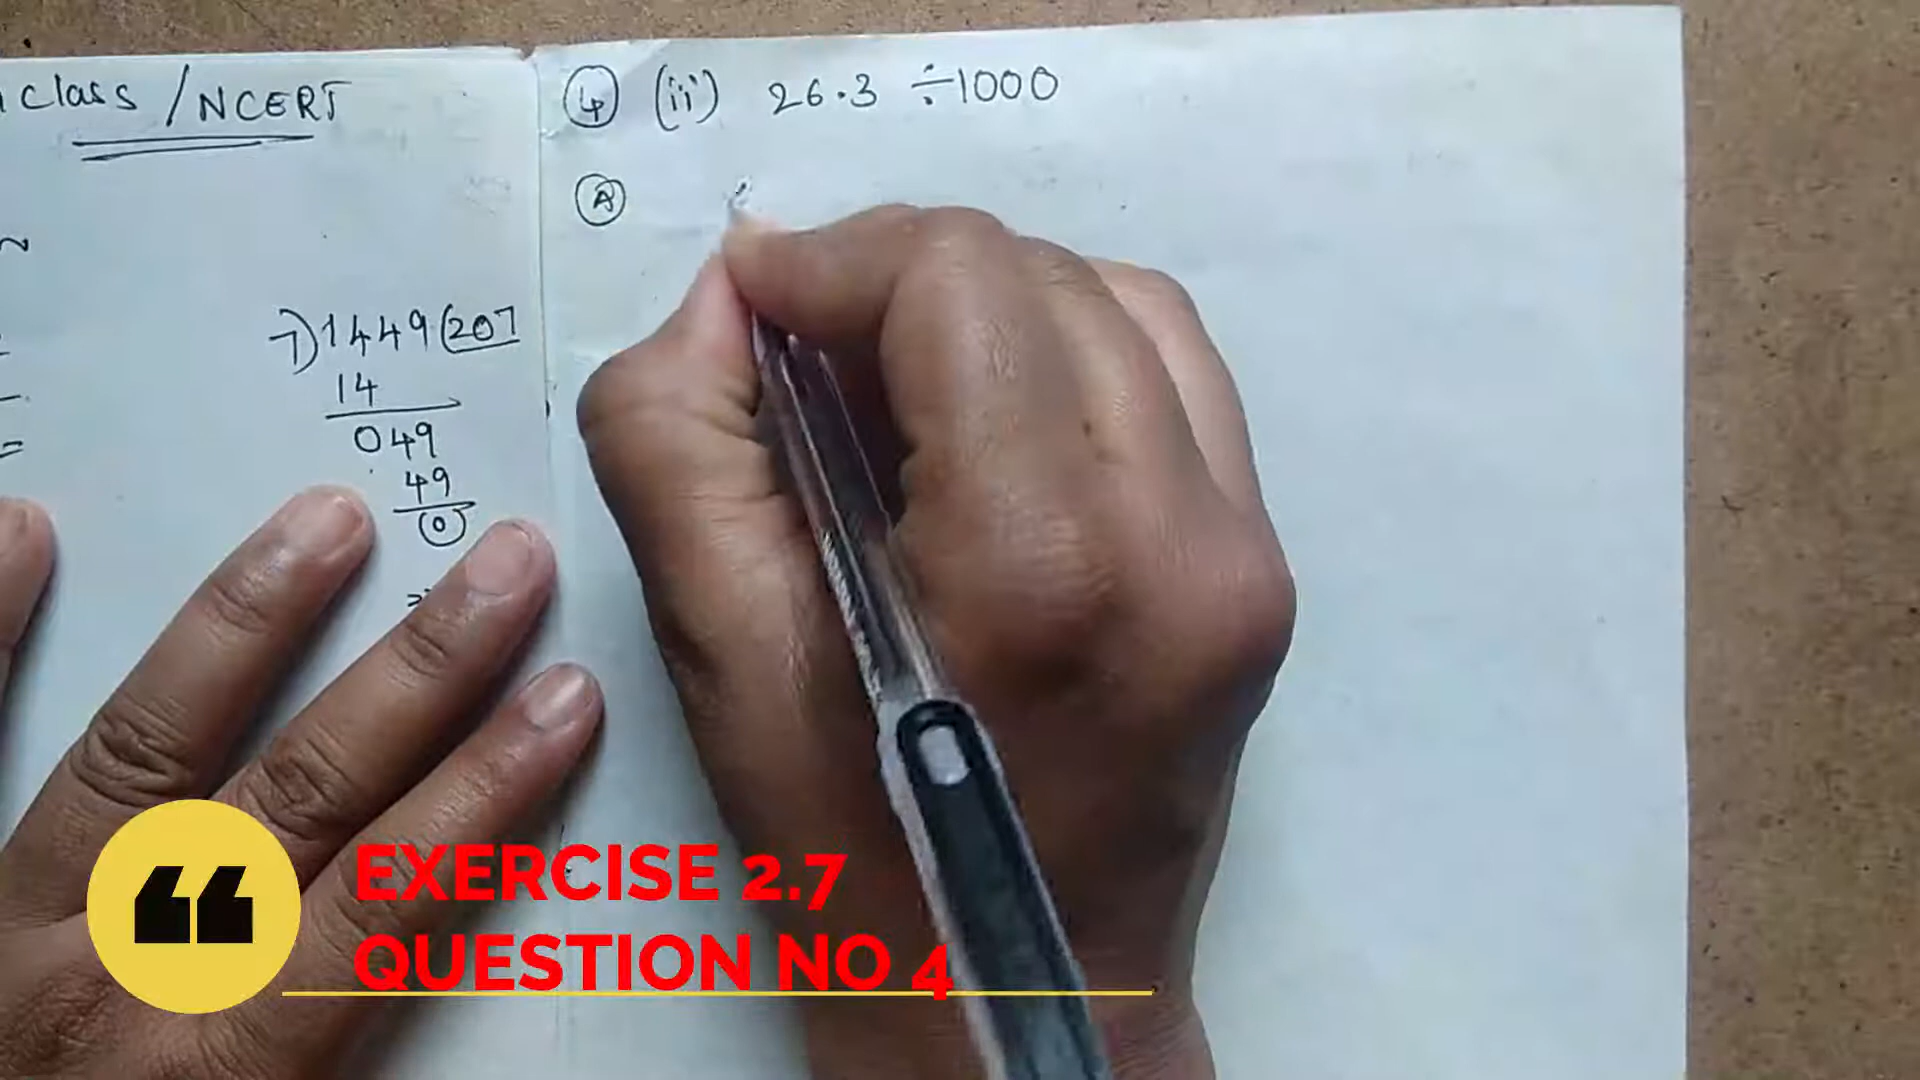 Class / NCERT
7)1449(207
14
049
49
0
4 (ii) 26.3 ÷1000
A
EXERCISE 2.7
QUESTION NO 4